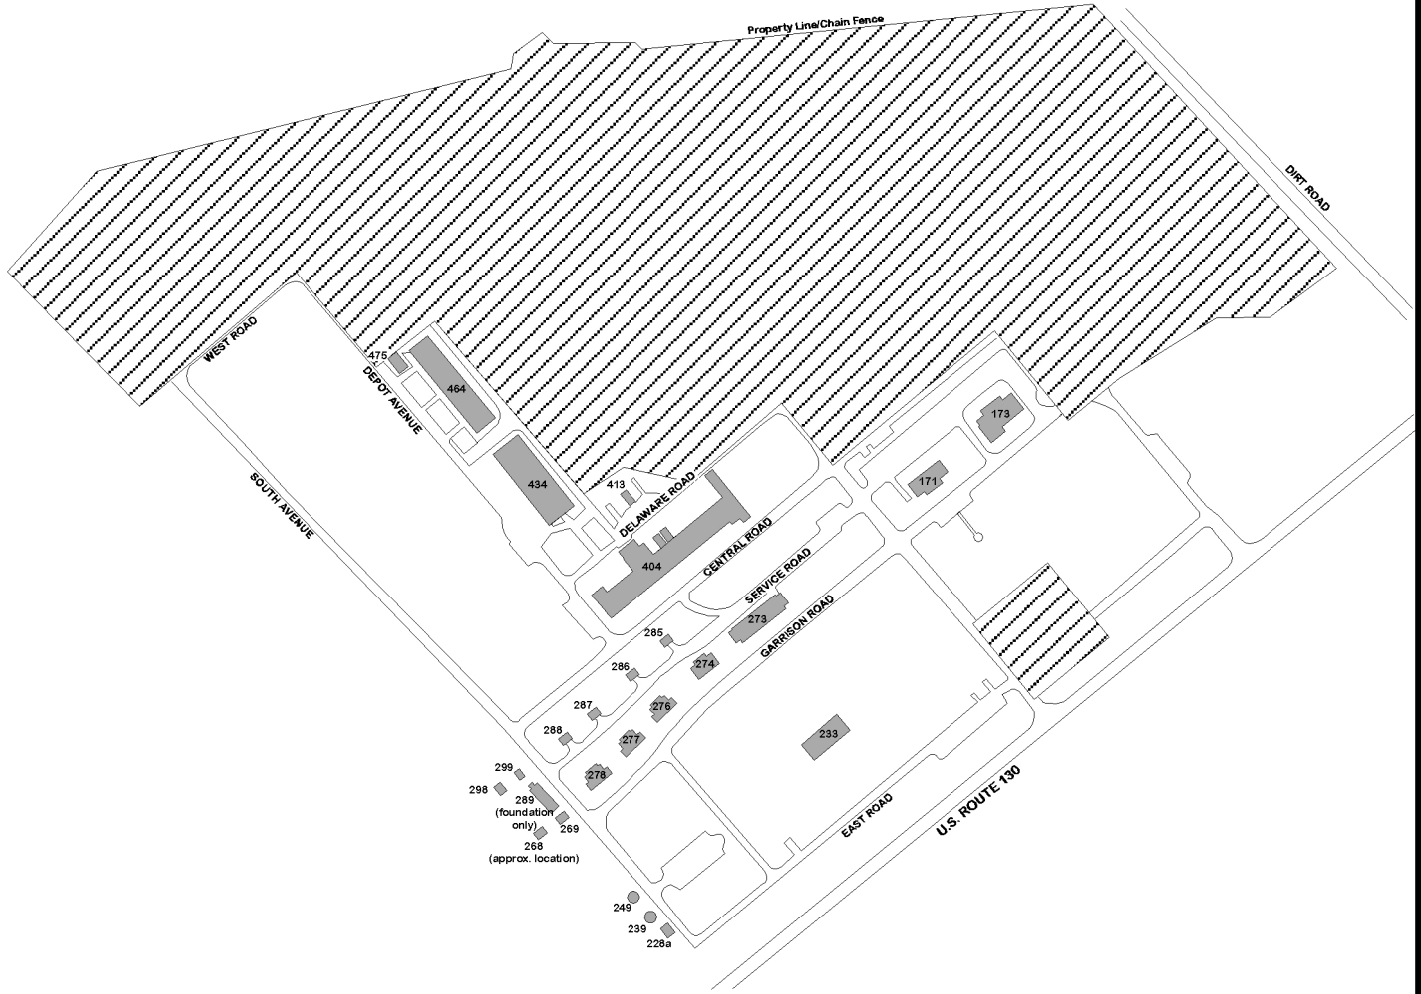 Property Line/Chain Fence
DIRT ROAD
WEST ROAD
475
DEPOT AVENUE
464
173
434
413
171
DELAWARE ROAD
SOUTH AVENUE
CENTRAL ROAD
404
SERVICE ROAD
273
GARRISON ROAD
285
274
286
276
287
288
277
233
299
278
298
289
(foundation
only)
269
268
(approx. location)
EAST ROAD
U.S. ROUTE 130
249
239
228a